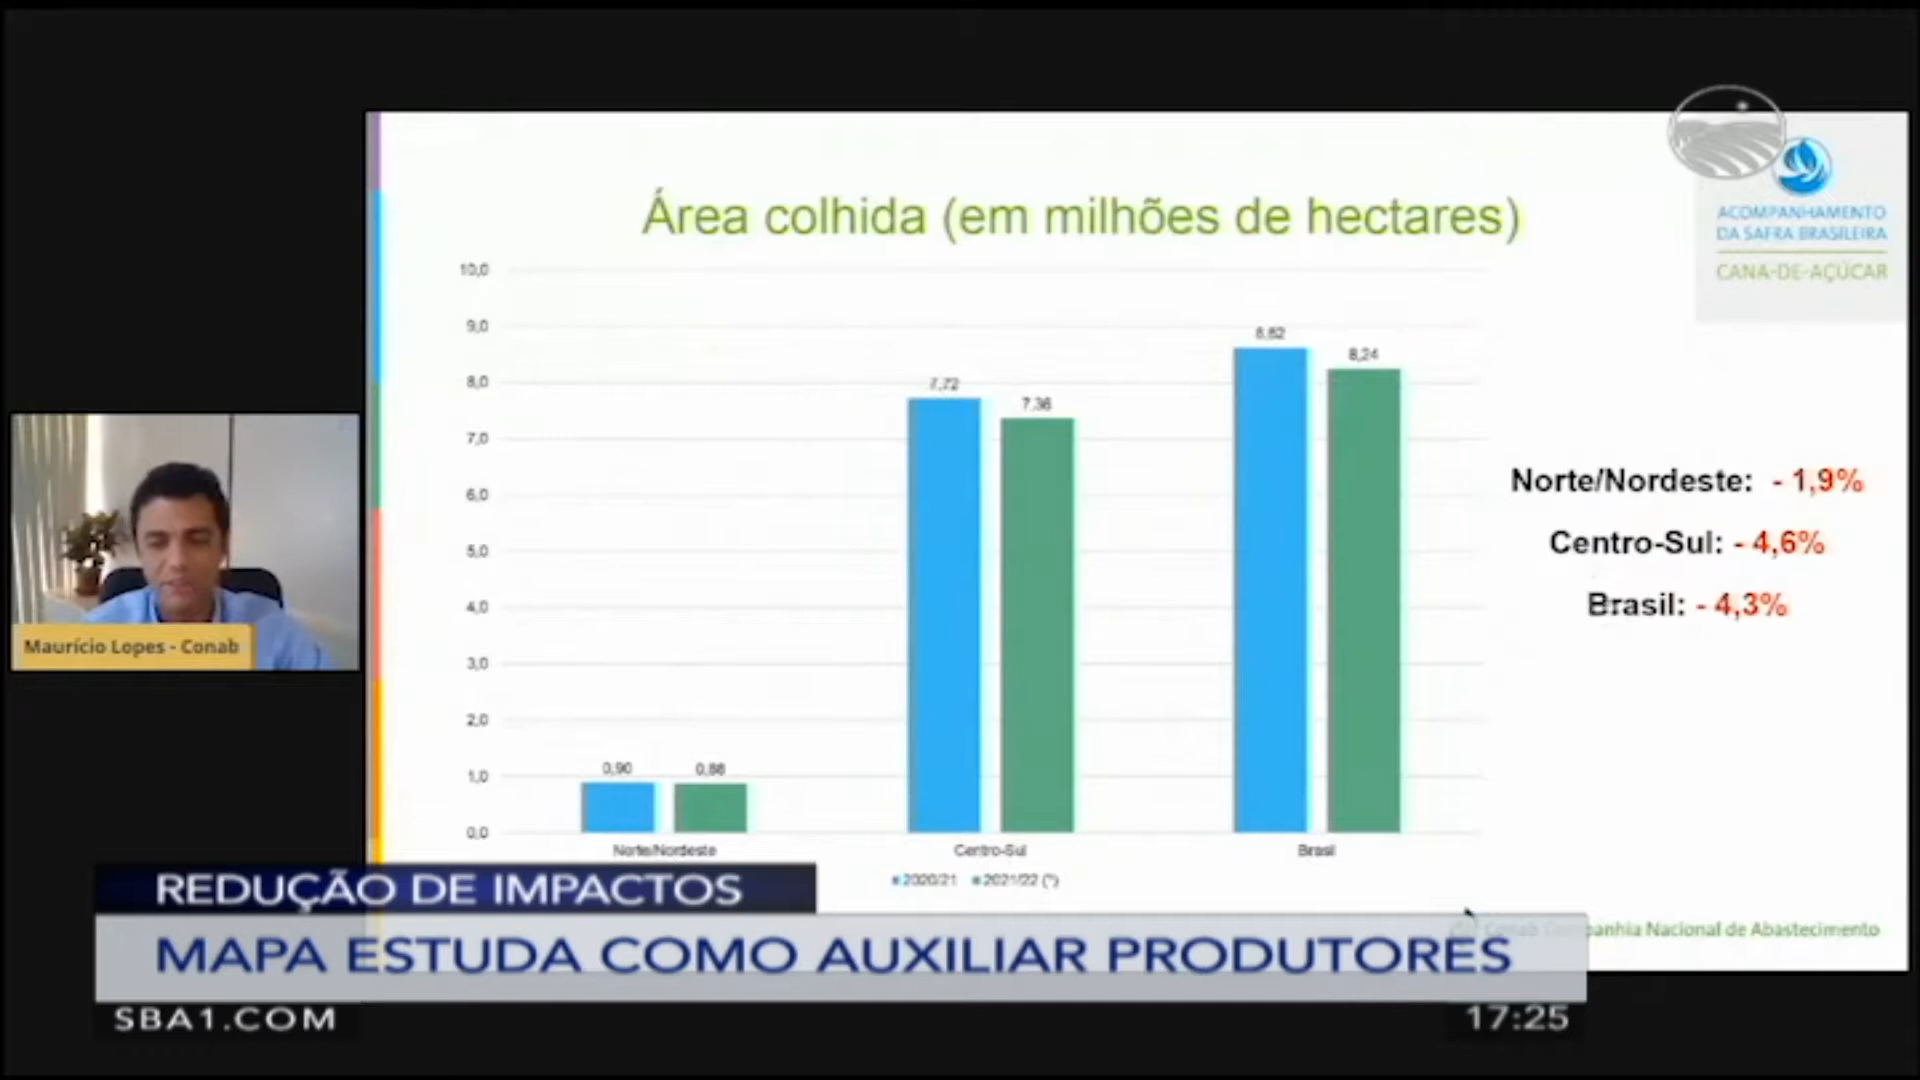 Área colhida (em milhões de hectares)
ACOMPANHAMENTO
DA SAFRA BRASILEIRA
CANA-DE-AÇÚCAR
10,0
9,0
8,0
7,0
6,0
5,0
4,0
3,0
2,0
1,0
0,0
0,90
0,88
7,72
7,36
8,62
8,24
Norte/Nordeste
Centro-Sul
Brasil
2020/21
2021/22 (*)
Norte/Nordeste: - 1,9%
Centro-Sul: - 4,6%
Brasil: - 4,3%
Maurício Lopes - Conab
REDUÇÃO DE IMPACTOS
MAPA ESTUDA COMO AUXILIAR PRODUTORES
Nacional de Abastecimento
SBA1.COM
17:25